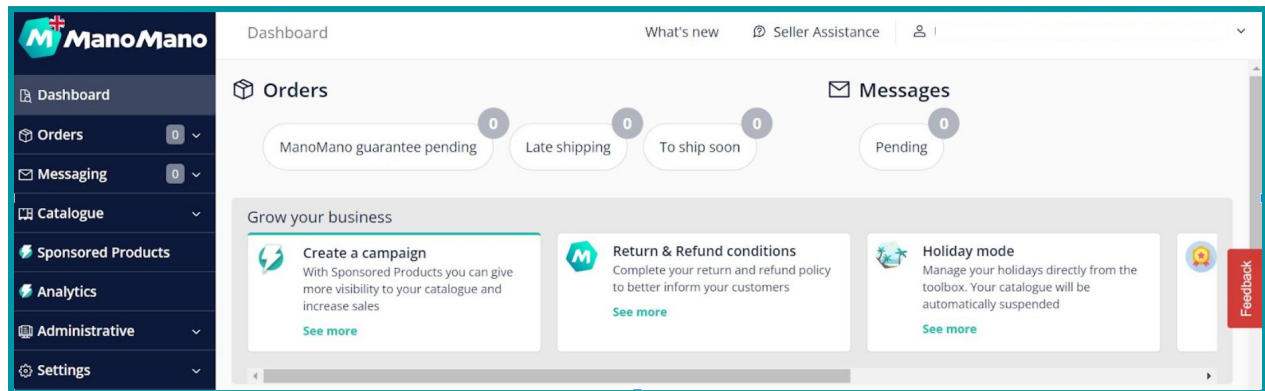 ManoMano
Dashboard
What's new
Seller Assistance
Dashboard
Orders 0
Messaging 0
Catalogue
Sponsored Products
Analytics
Administrative
Settings
Orders
ManoMano guarantee pending 0
Late shipping 0
To ship soon 0
Messages
Pending 0
Grow your business
Create a campaign
With Sponsored Products you can give
more visibility to your catalogue and
increase sales
See more
Return & Refund conditions
Complete your return and refund policy
to better inform your customers
See more
Holiday mode
Manage your holidays directly from the
toolbox. Your catalogue will be
automatically suspended
See more
Feedback